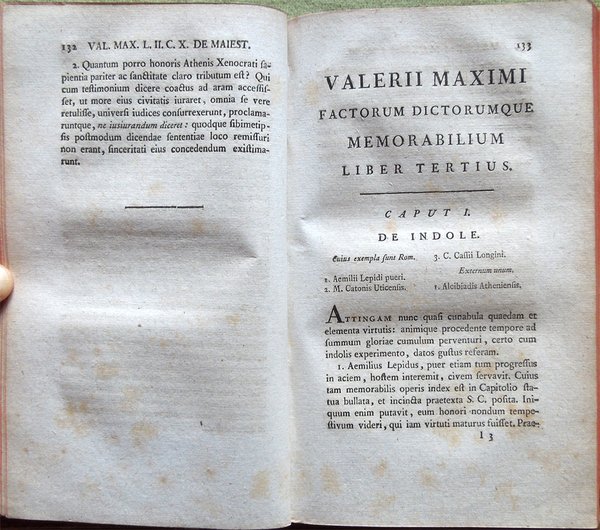 132 VAL. MAX. L. II. C. X. DE MAIEST.
2. Quantum porro honoris Athenis Xenocrati sa-
pientia pariter ac sanctitate claro tributum est? Qui
cum testimonium dicere coactus ad aram accessis-
set, ut more eius civitatis iuraret, omnia se vere
retulisse, universi iudices consurrexerunt, proclama-
runtque, ne iusiurandum diceret: quodque sibimetip-
sis postmodum dicendae sententiae loco remissuri
non erant, sinceritati eius concedendum existima-
runt.
133
VALERII MAXIMI
FACTORUM DICTORUMQUE
MEMORABILIUM
LIBER TERTIUS.
CAPUT I.
DE INDOLE.
Cuius exempla sunt Rom.
1. Aemilii Lepidi pueri.
2. M. Catonis Uticensis.
3. C. Cassii Longini.
Externum unum.
1. Alcibiadis Atheniensis.
ATTINGAM nunc quasi cunabula quaedam et
elementa virtutis: animique procedente tempore ad
summum gloriae cumulum perventuri, certo cum
indolis experimento, datos gustus referam.
1. Aemilius Lepidus, puer etiam tum progressus
in aciem, hostem interemit, civem servavit. Cuius
tam memorabilis operis index est in Capitolio sta-
tua bullata, et incincta praetexta S. C. posita. Ini-
quum enim putavit, eum honori nondum tempe-
stivum videri, qui iam virtuti maturus fuisset. Prae-
I 3